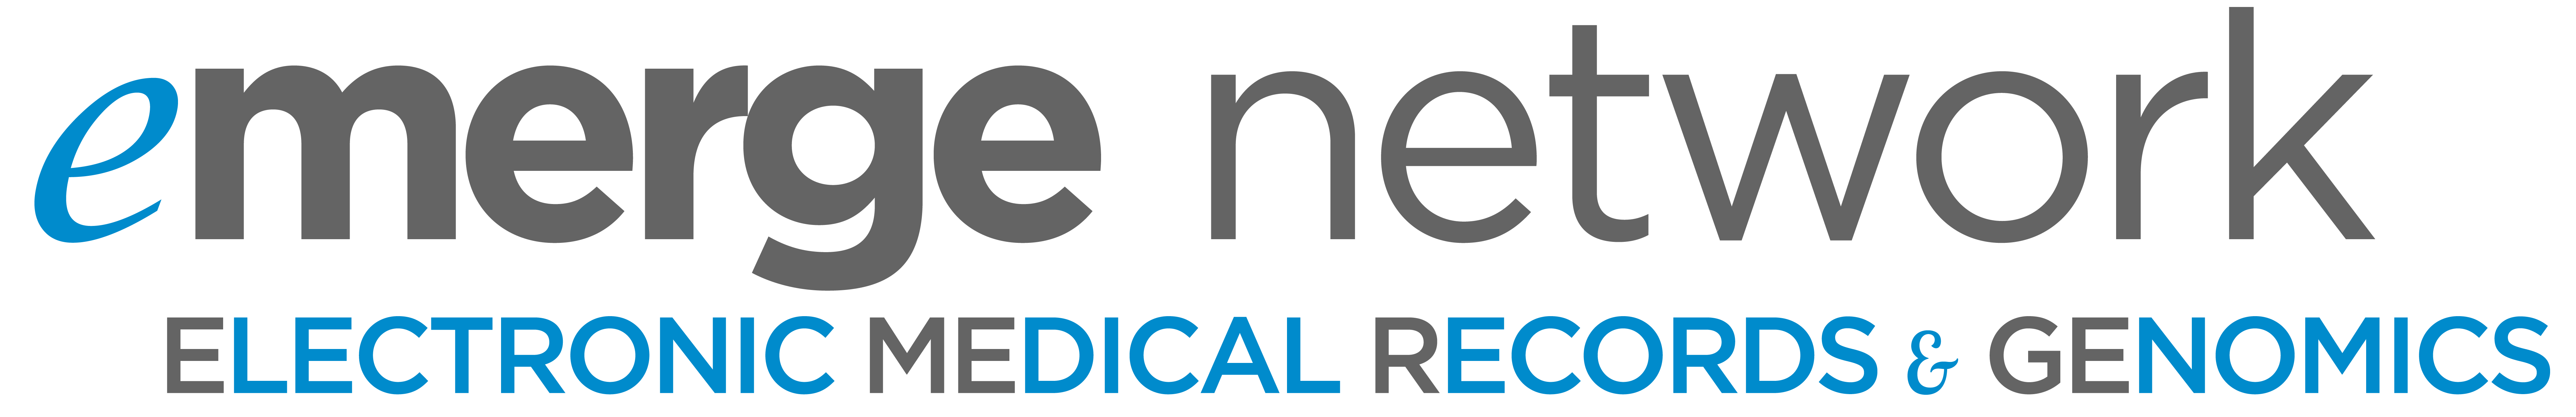 emerge network
ELECTRONIC MEDICAL RECORDS & GENOMICS